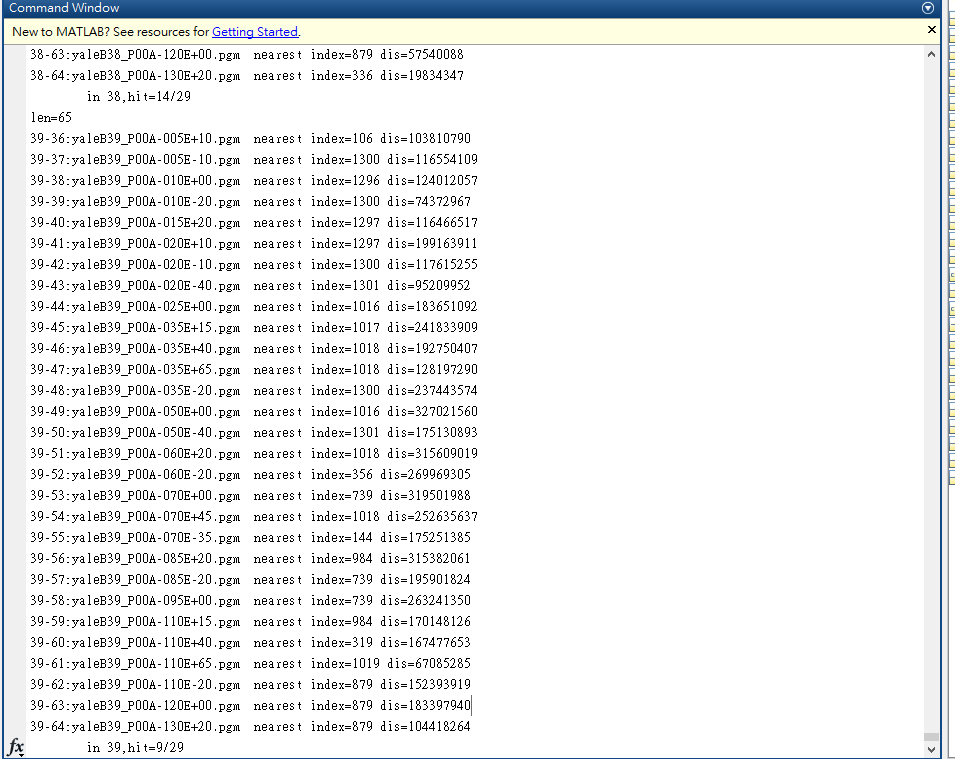 Command Window
New to MATLAB? See resources for Getting Started.
38-63:yaleB38_P00A-120E+00.pgm nearest index=879 dis=57540088
38-64:yaleB38_P00A-130E+20.pgm nearest index=336 dis=19834347
in 38,hit=14/29
len=65
39-36:yaleB39_P00A-005E+10.pgm nearest index=106 dis=103810790
39-37:yaleB39_P00A-005E-10.pgm nearest index=1300 dis=116554109
39-38:yaleB39_P00A-010E+00.pgm nearest index=1296 dis=124012057
39-39:yaleB39_P00A-010E-20.pgm nearest index=1300 dis=74372967
39-40:yaleB39_P00A-015E+20.pgm nearest index=1297 dis=116466517
39-41:yaleB39_P00A-020E+10.pgm nearest index=1297 dis=199163911
39-42:yaleB39_P00A-020E-10.pgm nearest index=1300 dis=117615255
39-43:yaleB39_P00A-020E-40.pgm nearest index=1301 dis=95209952
39-44:yaleB39_P00A-025E+00.pgm nearest index=1016 dis=183651092
39-45:yaleB39_P00A-035E+15.pgm nearest index=1017 dis=241833909
39-46:yaleB39_P00A-035E+40.pgm nearest index=1018 dis=192750407
39-47:yaleB39_P00A-035E+65.pgm nearest index=1018 dis=128197290
39-48:yaleB39_P00A-035E-20.pgm nearest index=1300 dis=237443574
39-49:yaleB39_P00A-050E+00.pgm nearest index=1016 dis=327021560
39-50:yaleB39_P00A-050E-40.pgm nearest index=1301 dis=175130893
39-51:yaleB39_P00A-060E+20.pgm nearest index=1018 dis=315609019
39-52:yaleB39_P00A-060E-20.pgm nearest index=356 dis=269969305
39-53:yaleB39_P00A-070E+00.pgm nearest index=739 dis=319501988
39-54:yaleB39_P00A-070E+45.pgm nearest index=1018 dis=252635637
39-55:yaleB39_P00A-070E-35.pgm nearest index=144 dis=175251385
39-56:yaleB39_P00A-085E+20.pgm nearest index=984 dis=315382061
39-57:yaleB39_P00A-085E-20.pgm nearest index=739 dis=195901824
39-58:yaleB39_P00A-095E+00.pgm nearest index=739 dis=263241350
39-59:yaleB39_P00A-110E+15.pgm nearest index=984 dis=170148126
39-60:yaleB39_P00A-110E+40.pgm nearest index=319 dis=167477653
39-61:yaleB39_P00A-110E+65.pgm nearest index=1019 dis=67085285
39-62:yaleB39_P00A-110E-20.pgm nearest index=879 dis=152393919
39-63:yaleB39_P00A-120E+00.pgm nearest index=879 dis=183397940
39-64:yaleB39_P00A-130E+20.pgm nearest index=879 dis=104418264
fx in 39,hit=9/29